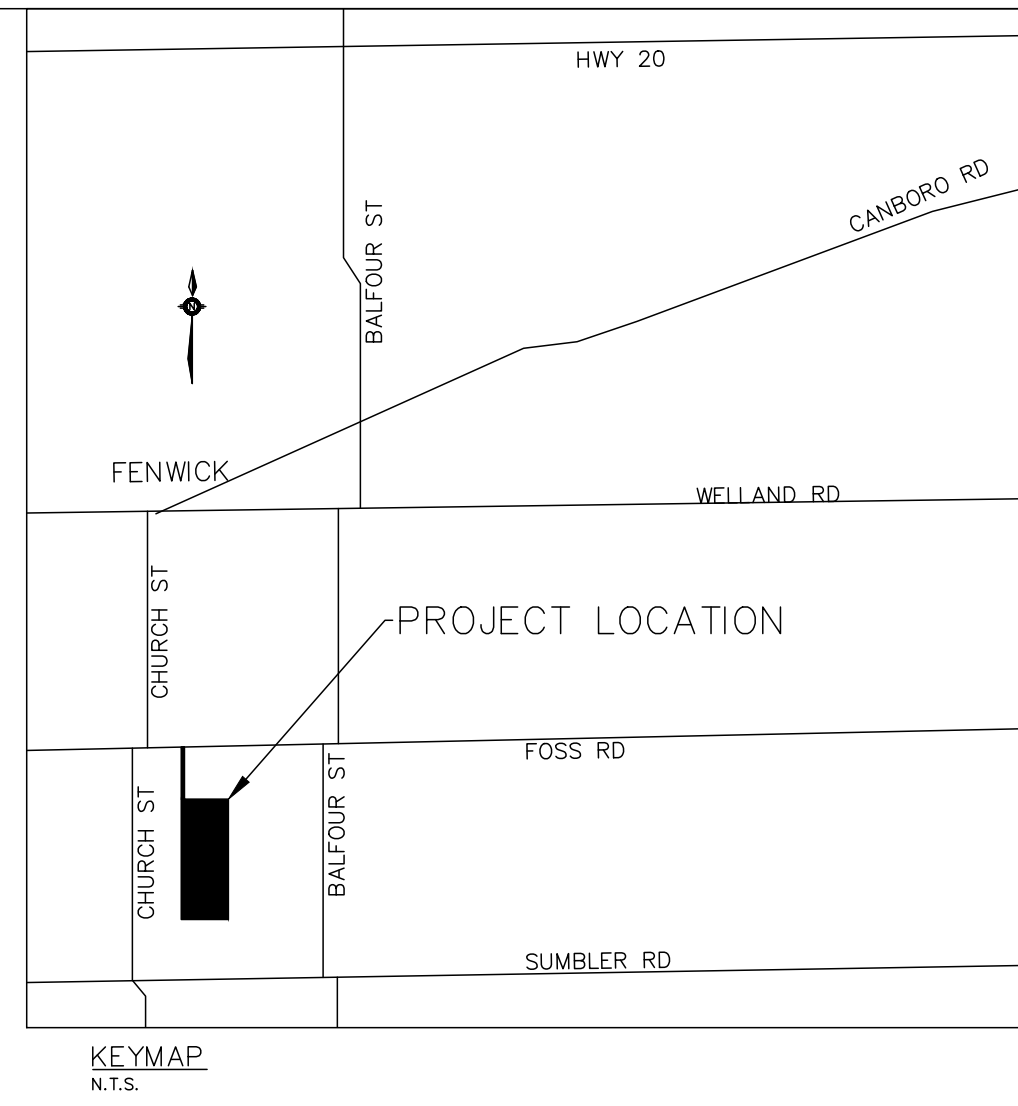 HWY 20
CANBORO RD
BALFOUR ST
N
FENWICK
WELLAND RD
CHURCH ST
PROJECT LOCATION
FOSS RD
CHURCH ST
BALFOUR ST
SUMBLER RD
KEYMAP
N.T.S.